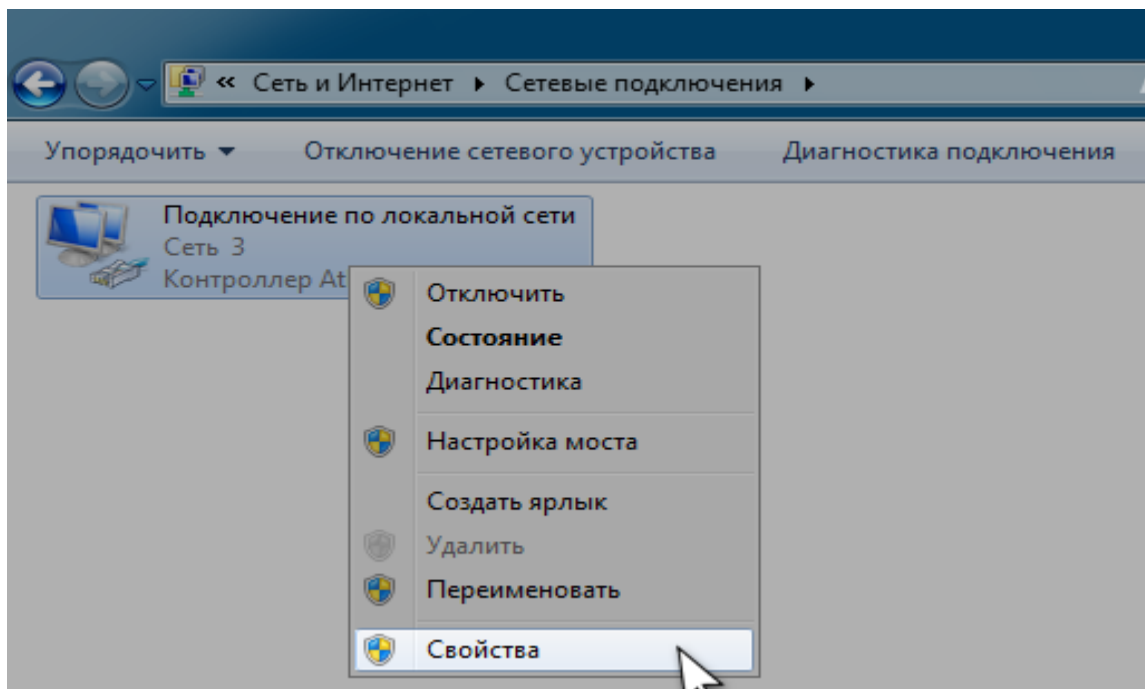 « Сеть и Интернет ▸ Сетевые подключения ▸
Упорядочить ▾ Отключение сетевого устройства Диагностика подключения
Подключение по локальной сети
Сеть 3
Контроллер At
Отключить
Состояние
Диагностика
Настройка моста
Создать ярлык
Удалить
Переименовать
Свойства